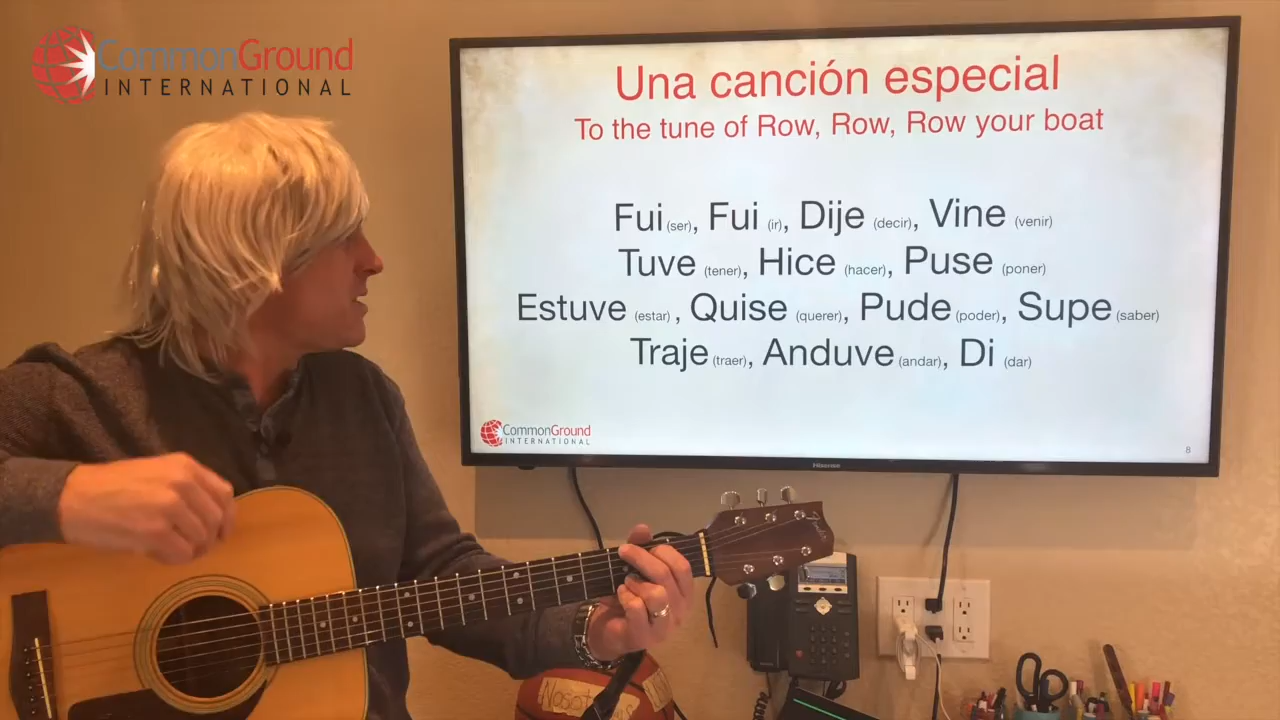 CommonGround
INTERNATIONAL
Una canción especial
To the tune of Row, Row, Row your boat
Fui (ser), Fui (ir), Dije (decir), Vine (venir)
Tuve (tener), Hice (hacer), Puse (poner)
Estuve (estar) , Quise (querer), Pude (poder), Supe (saber)
Traje (traer), Anduve (andar), Di (dar)
CommonGround
INTERNATIONAL
8
Hisense